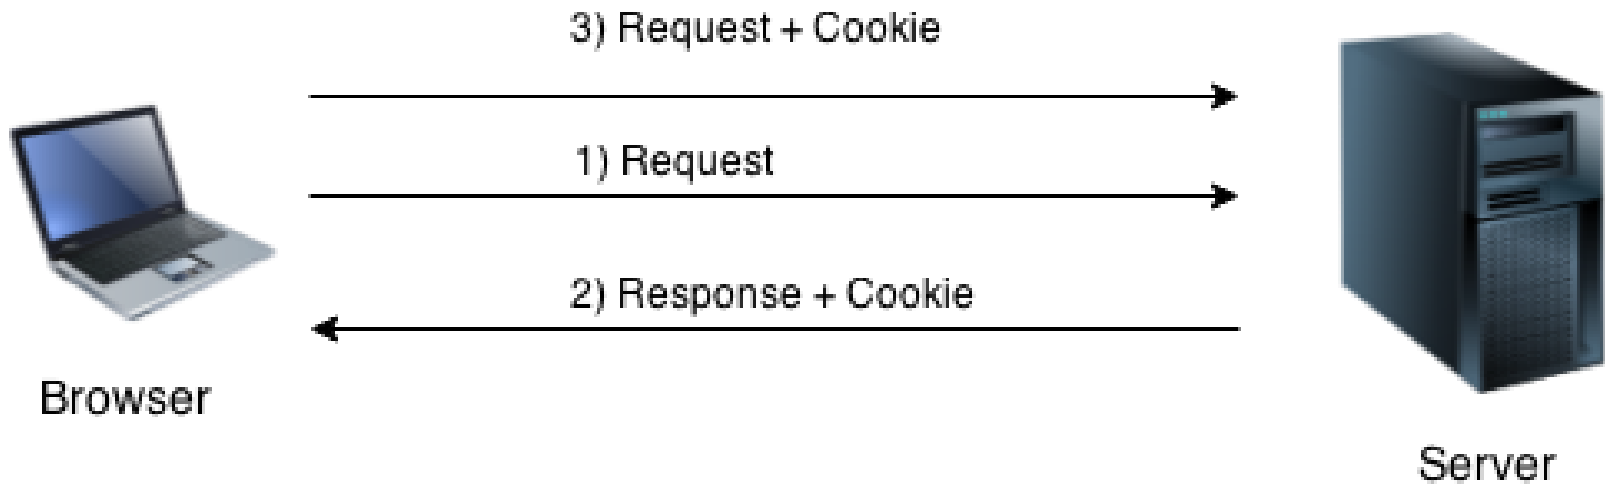 3) Request + Cookie
1) Request
2) Response + Cookie
Browser
Server